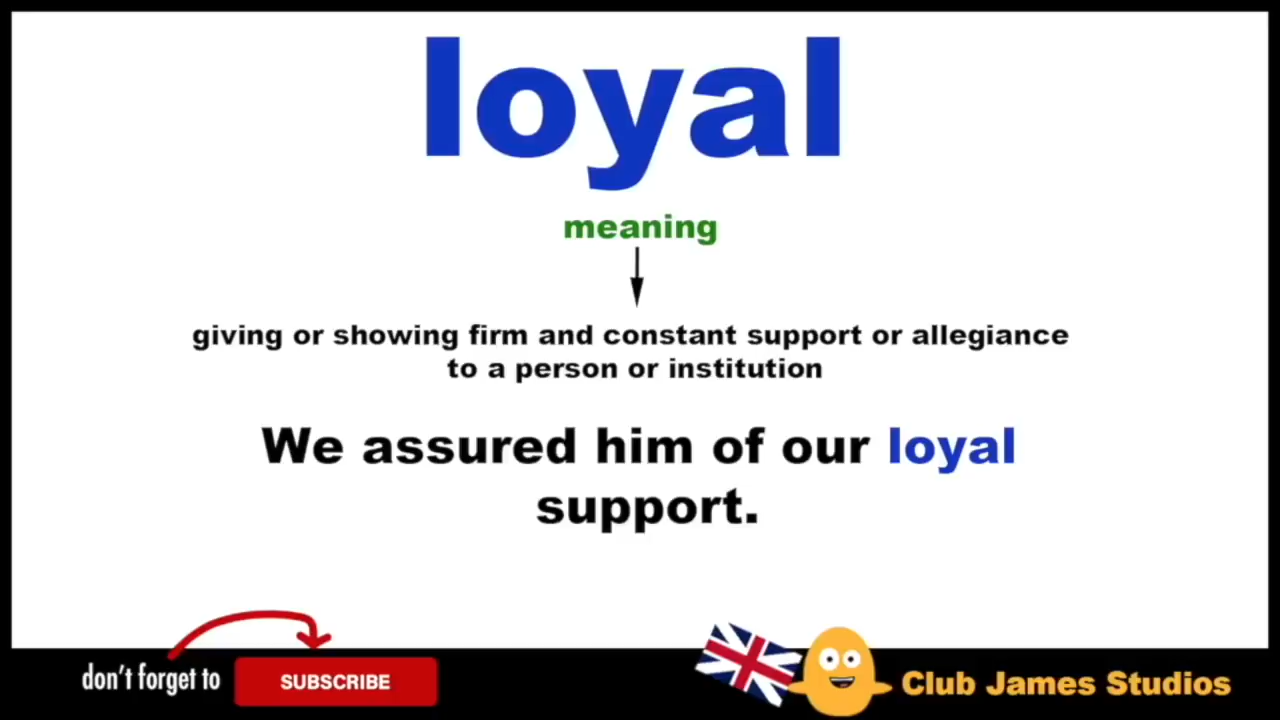 loyal
meaning
giving or showing firm and constant support or allegiance
to a person or institution
We assured him of our loyal
support.
don't forget to
SUBSCRIBE
Club James Studios